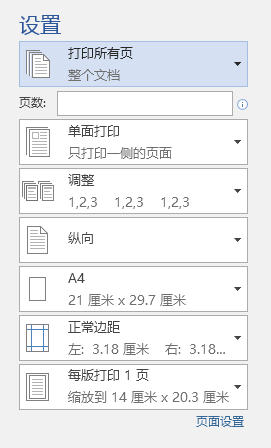 设置
打印所有页
整个文档
页数:
单面打印
只打印一侧的页面
调整
1,2,3 1,2,3 1,2,3
纵向
A4
21 厘米 x 29.7 厘米
正常边距
左: 3.18 厘米 右: 3.18...
每版打印 1 页
缩放到 14 厘米 x 20.3 厘米
页面设置